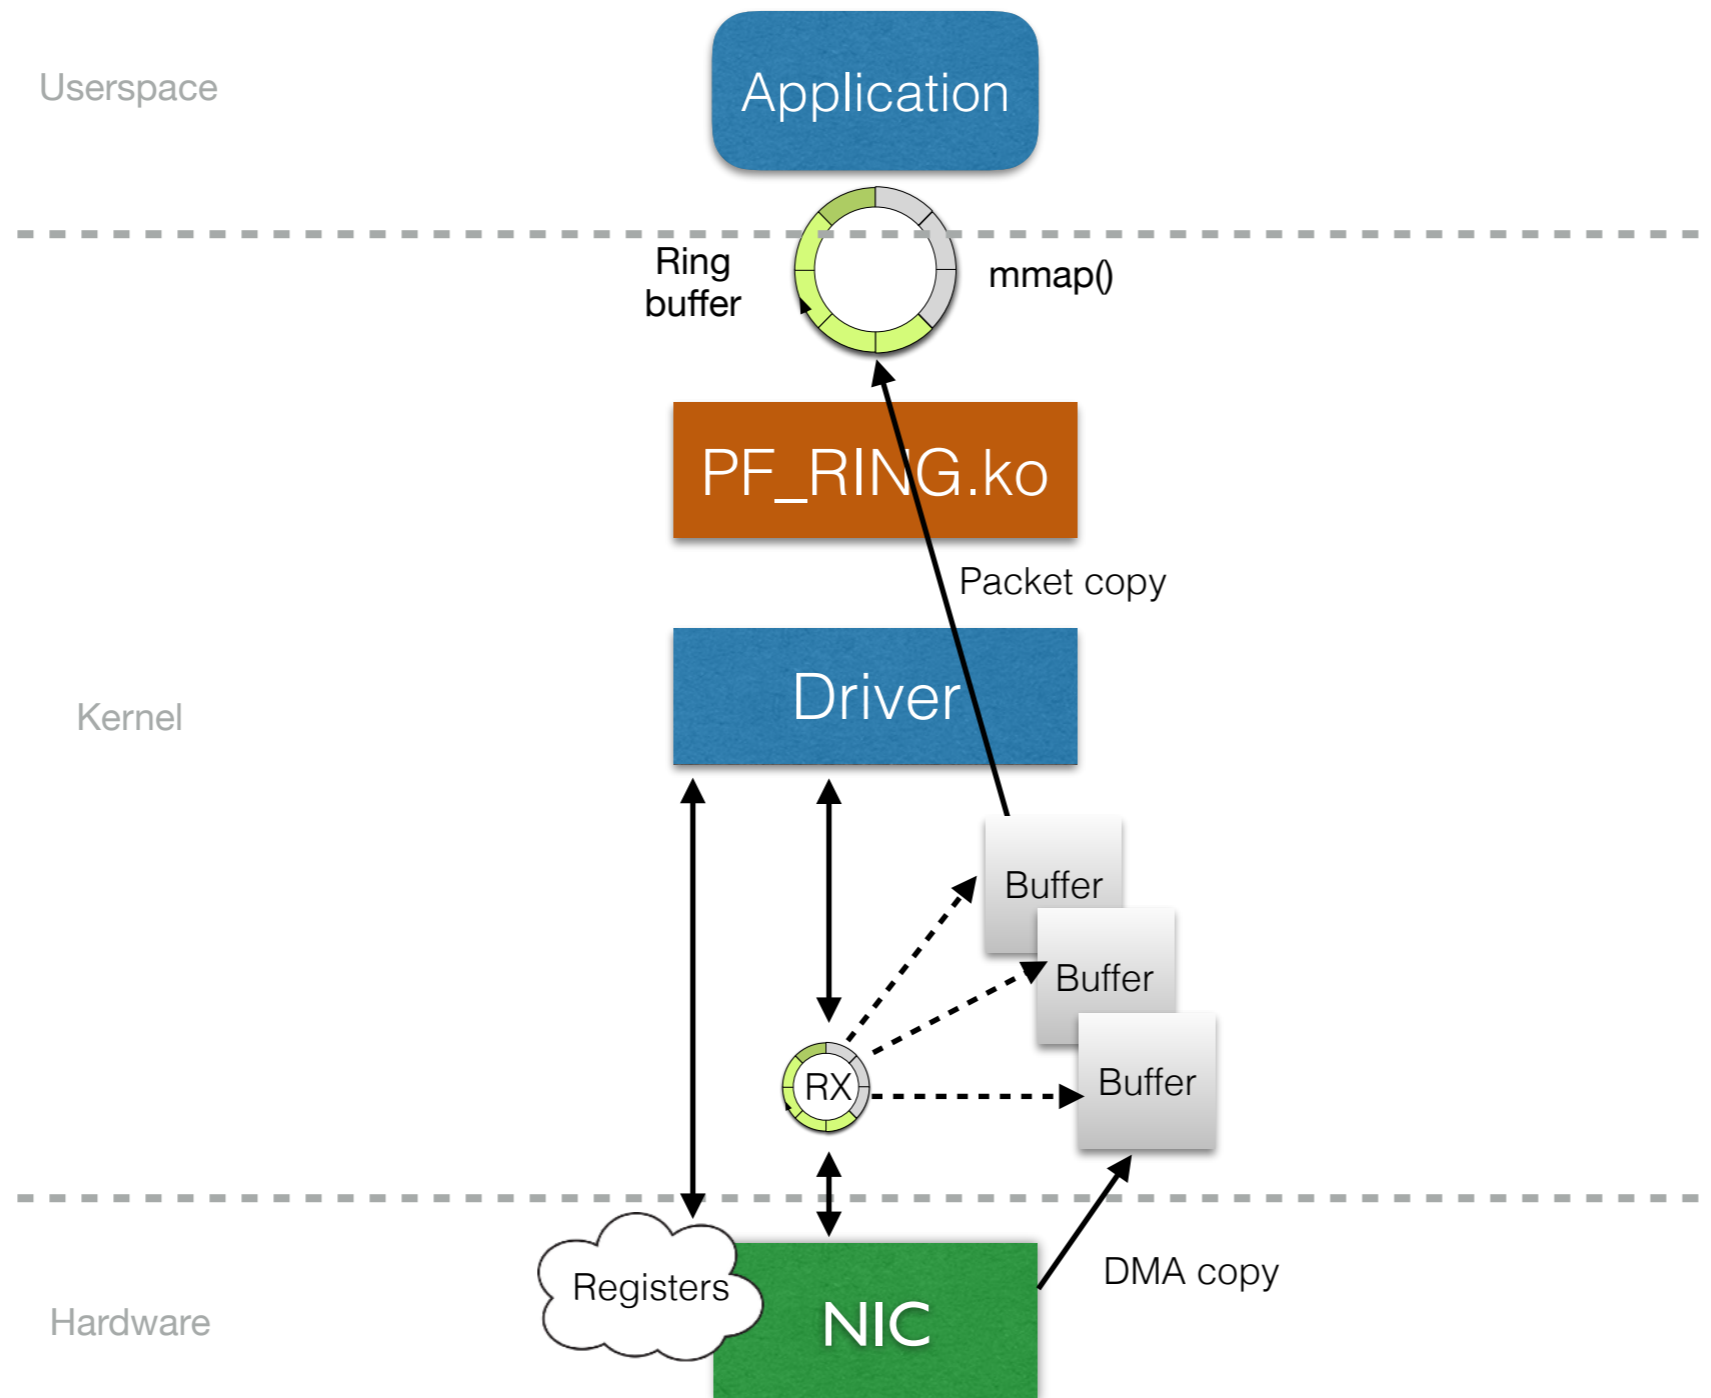 Userspace
Application
Ring
buffer
mmap()
PF_RING.ko
Packet copy
Driver
Kernel
Buffer
Buffer
RX
Buffer
Registers
DMA copy
Hardware
NIC